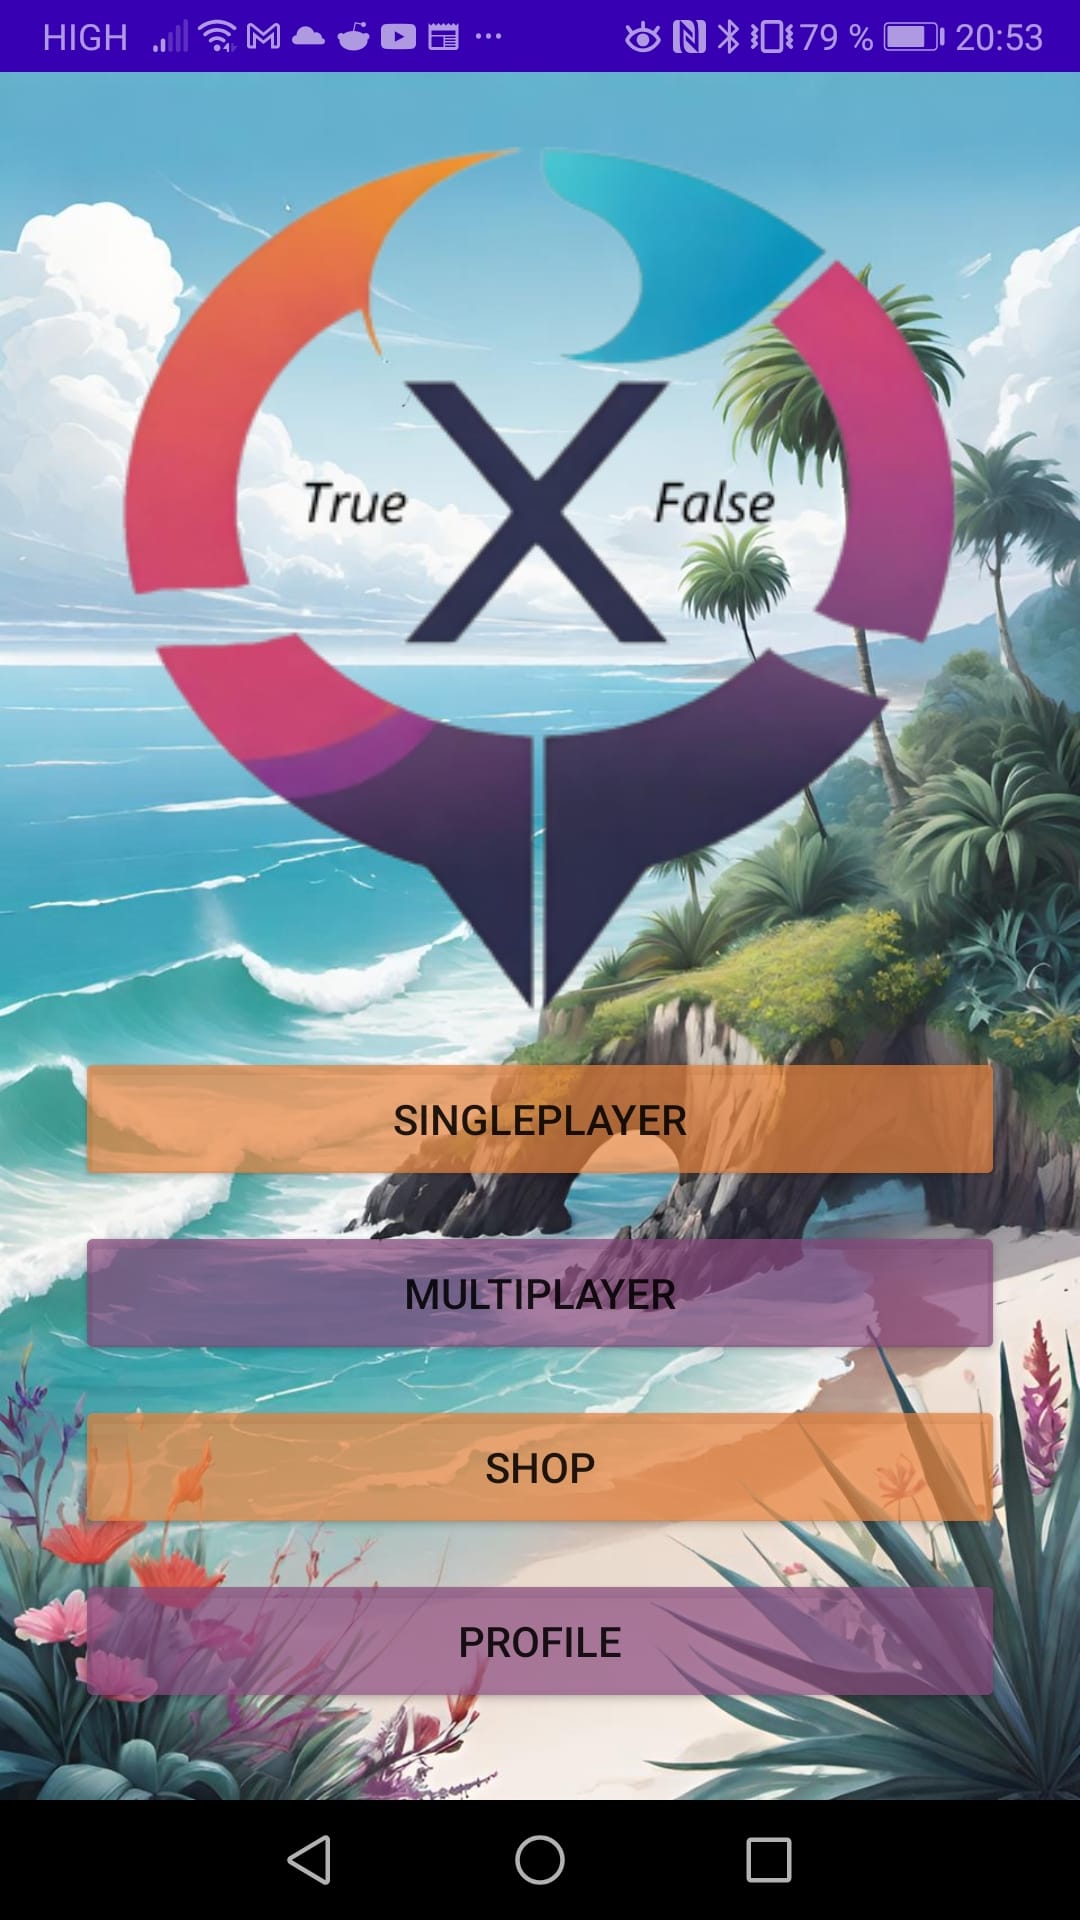 HIGH 79 % 20:53
True X False
SINGLEPLAYER
MULTIPLAYER
SHOP
PROFILE